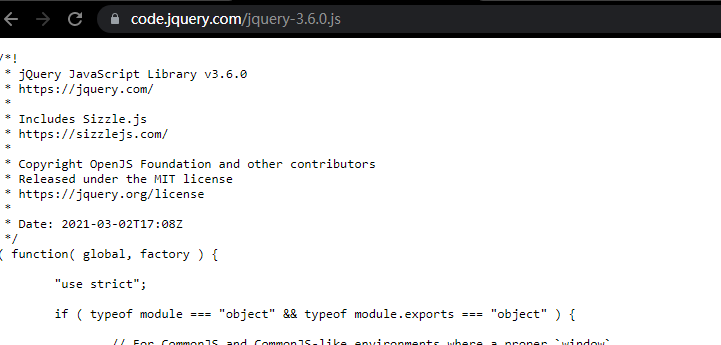 code.jquery.com/jquery-3.6.0.js
/*!
* jQuery JavaScript Library v3.6.0
* https://jquery.com/
*
* Includes Sizzle.js
* https://sizzlejs.com/
*
* Copyright OpenJS Foundation and other contributors
* Released under the MIT license
* https://jquery.org/license
*
* Date: 2021-03-02T17:08Z
*/
( function( global, factory ) {
"use strict";
if ( typeof module === "object" && typeof module.exports === "object" ) {
// For CommonJS and CommonJS-like environments where a proper `window`